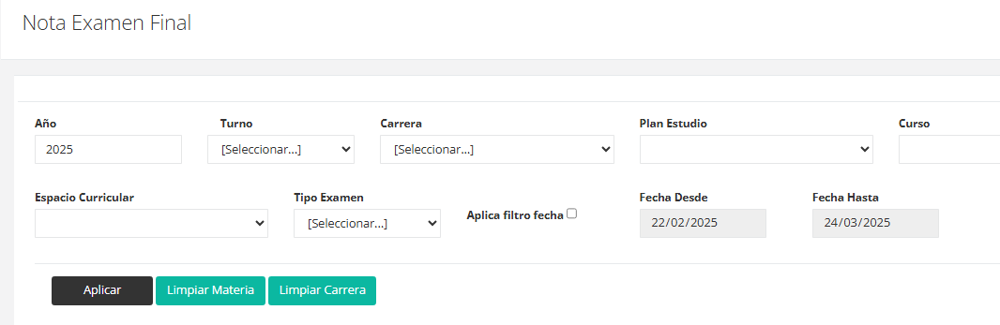 Nota Examen Final
Año Turno Carrera Plan Estudio Curso
2025 [Seleccionar...] [Seleccionar...]
Espacio Curricular Tipo Examen Aplica filtro fecha Fecha Desde Fecha Hasta
[Seleccionar...] 22/02/2025 24/03/2025
Aplicar Limpiar Materia Limpiar Carrera